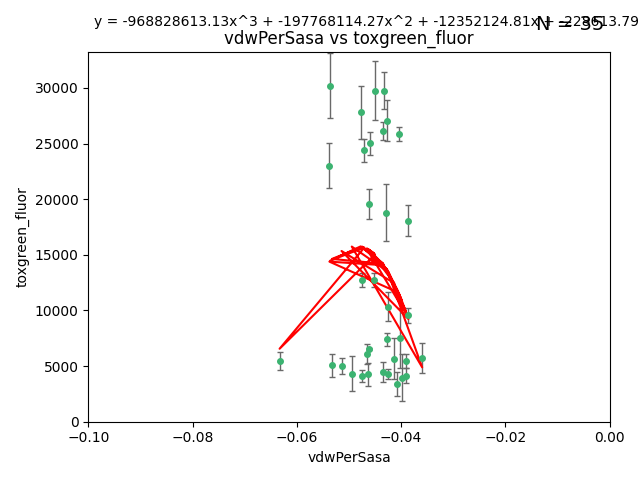 y = -968828613.13x^3 + -197768114.27x^2 + -12352124.81x + -228613.79
N = 35
vdwPerSasa vs toxgreen_fluor
30000
25000
20000
15000
10000
5000
0
toxgreen_fluor
−0.10 −0.08 −0.06 −0.04 −0.02 0.00
vdwPerSasa